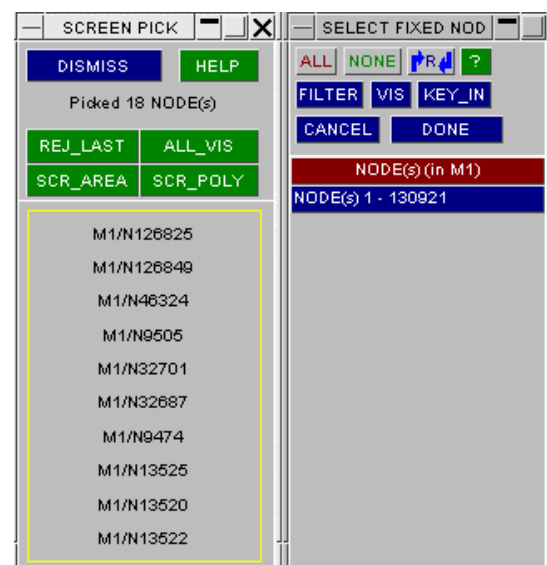 SCREEN PICK
DISMISS HELP
Picked 18 NODE(s)
REJ_LAST ALL_VIS
SCR_AREA SCR_POLY
M1/N126825
M1/N126849
M1/N46324
M1/N9505
M1/N32701
M1/N32687
M1/N9474
M1/N13525
M1/N13520
M1/N13522
SELECT FIXED NOD
ALL NONE R ?
FILTER VIS KEY_IN
CANCEL DONE
NODE(s) (in M1)
NODE(s) 1 - 130921